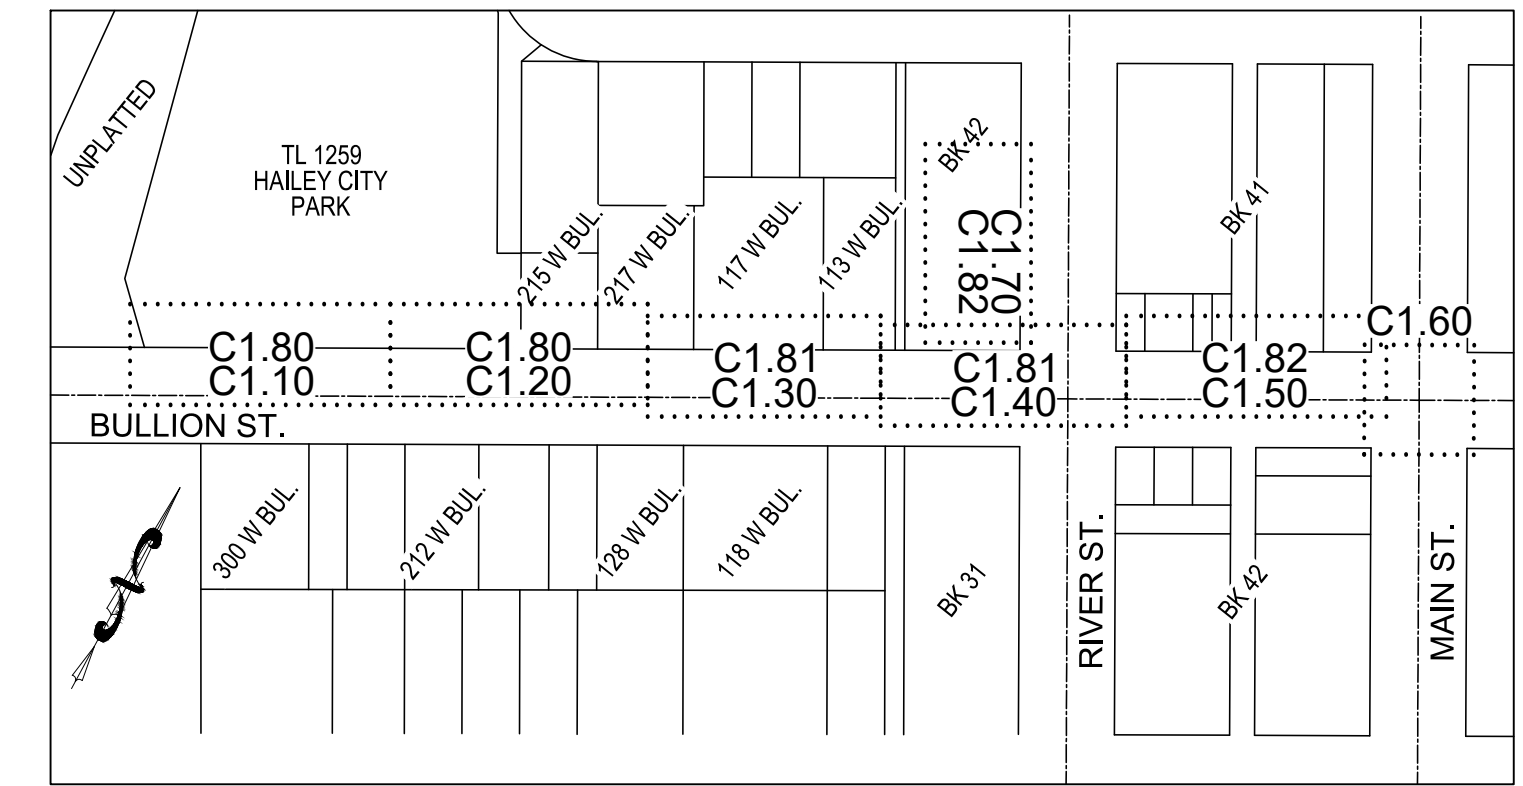 UNPLATTED
TL 1259
HAILEY CITY
PARK
215 W BUL.
217 W BUL.
117 W BUL.
113 W BUL.
BK 42
C1.70
C1.82
BK 41
C1.80
C1.10
C1.80
C1.20
C1.81
C1.30
C1.81
C1.40
C1.82
C1.50
C1.60
BULLION ST.
300 W BUL.
212 W BUL.
128 W BUL.
118 W BUL.
BK 31
RIVER ST.
BK 42
MAIN ST.